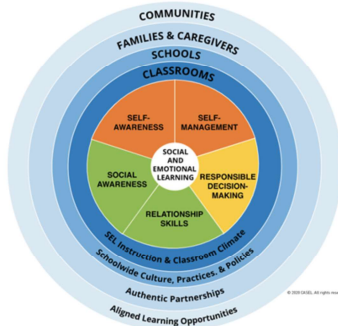 COMMUNITIES
FAMILIES & CAREGIVERS
SCHOOLS
CLASSROOMS
SELF-
AWARENESS
SELF-
MANAGEMENT
SOCIAL
AND
EMOTIONAL
LEARNING
SOCIAL
AWARENESS
RESPONSIBLE
DECISION-
MAKING
RELATIONSHIP
SKILLS
SEL Instruction & Classroom Climate
Schoolwide Culture, Practices, & Policies
Authentic Partnerships
Aligned Learning Opportunities
© 2020 CASEL. All rights rese